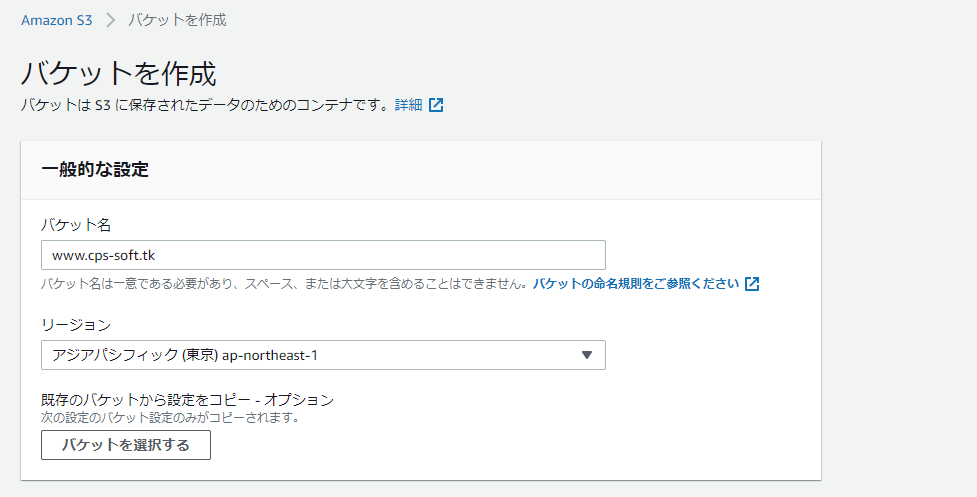 Amazon S3 > バケットを作成
バケットを作成
バケットは S3 に保存されたデータのためのコンテナです。詳細
一般的な設定
バケット名
www.cps-soft.tk
バケット名は一意である必要があり、スペース、または大文字を含めることはできません。バケットの命名規則をご参照ください
リージョン
アジアパシフィック (東京) ap-northeast-1
既存のバケットから設定をコピー - オプション
次の設定のバケット設定のみがコピーされます。
バケットを選択する